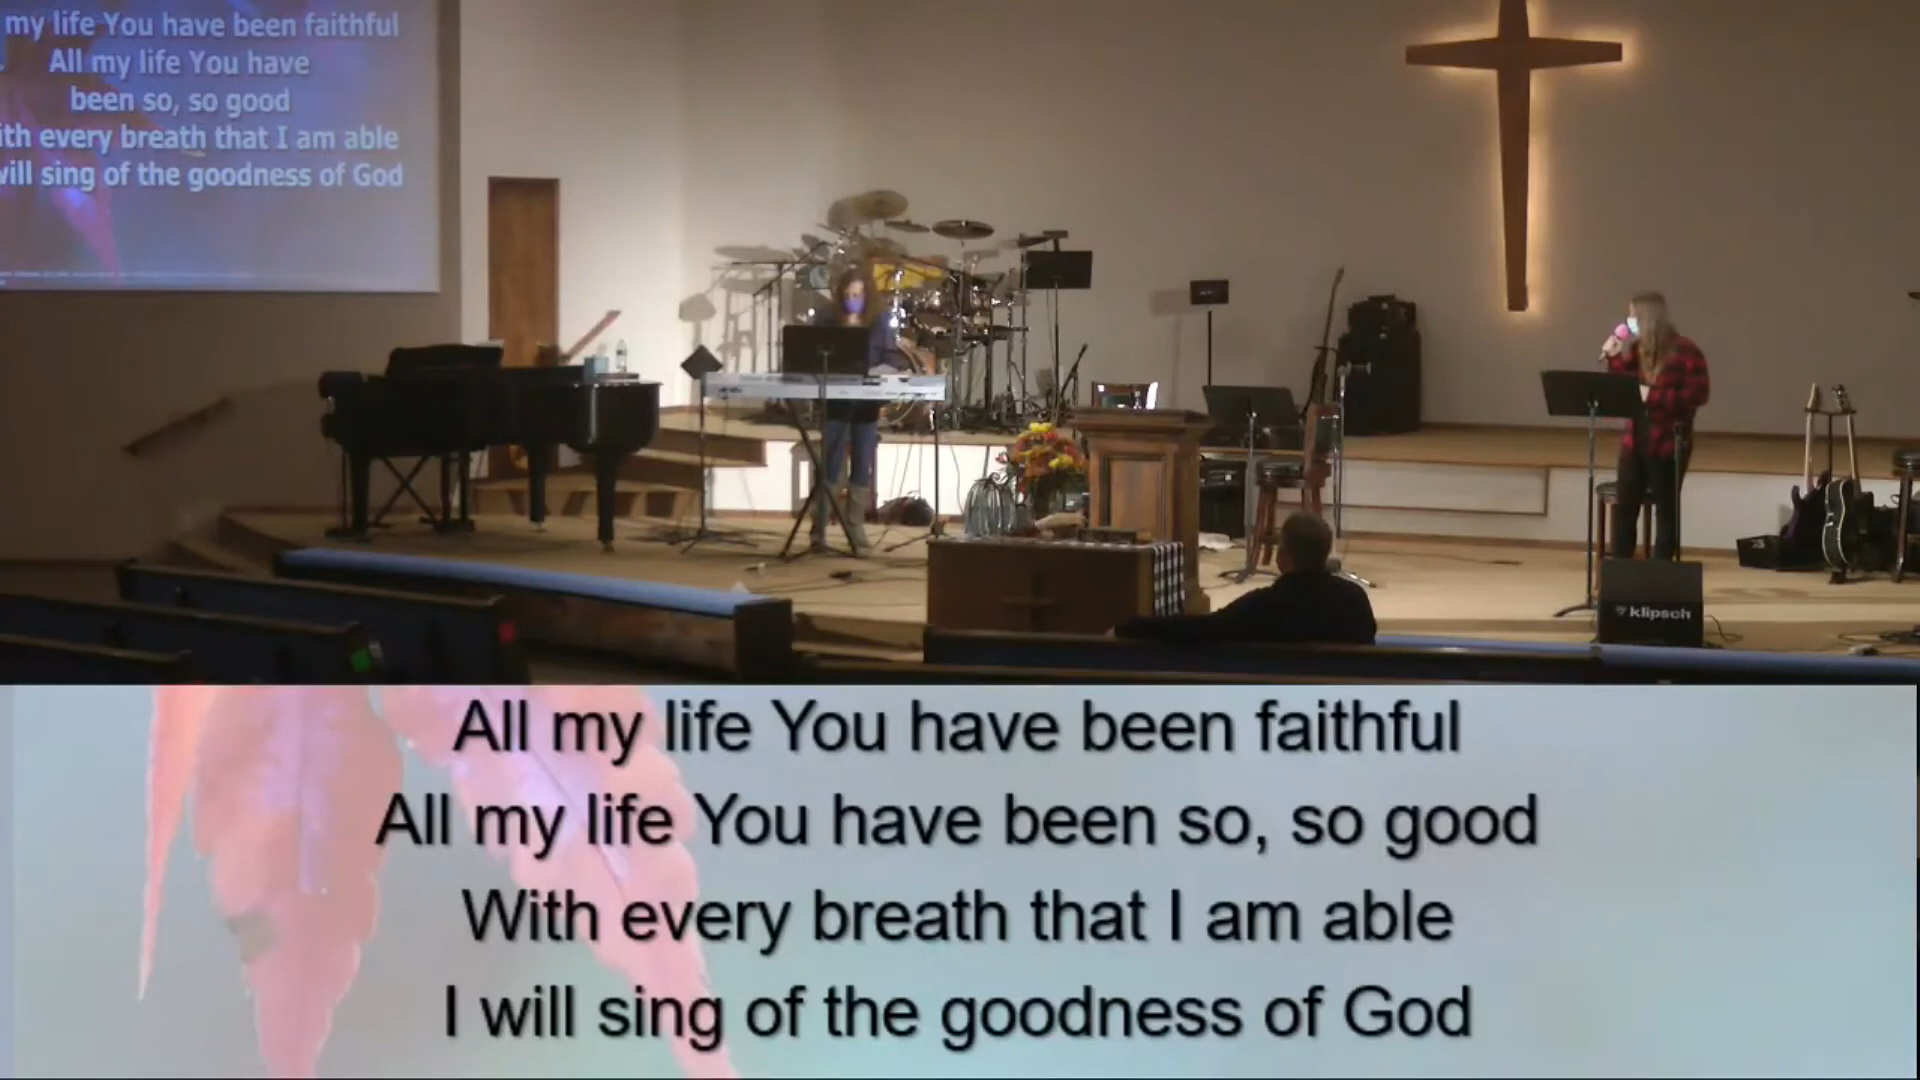 my life You have been faithful
All my life You have
been so, so good
ith every breath that I am able
will sing of the goodness of God
klipsch
All my life You have been faithful
All my life You have been so, so good
With every breath that I am able
I will sing of the goodness of God